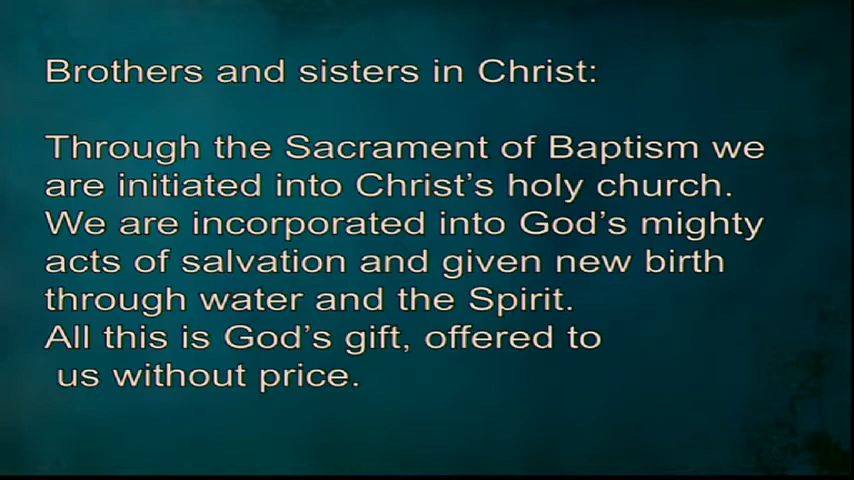 Brothers and sisters in Christ:
Through the Sacrament of Baptism we
are initiated into Christ’s holy church.
We are incorporated into God’s mighty
acts of salvation and given new birth
through water and the Spirit.
All this is God’s gift, offered to
us without price.